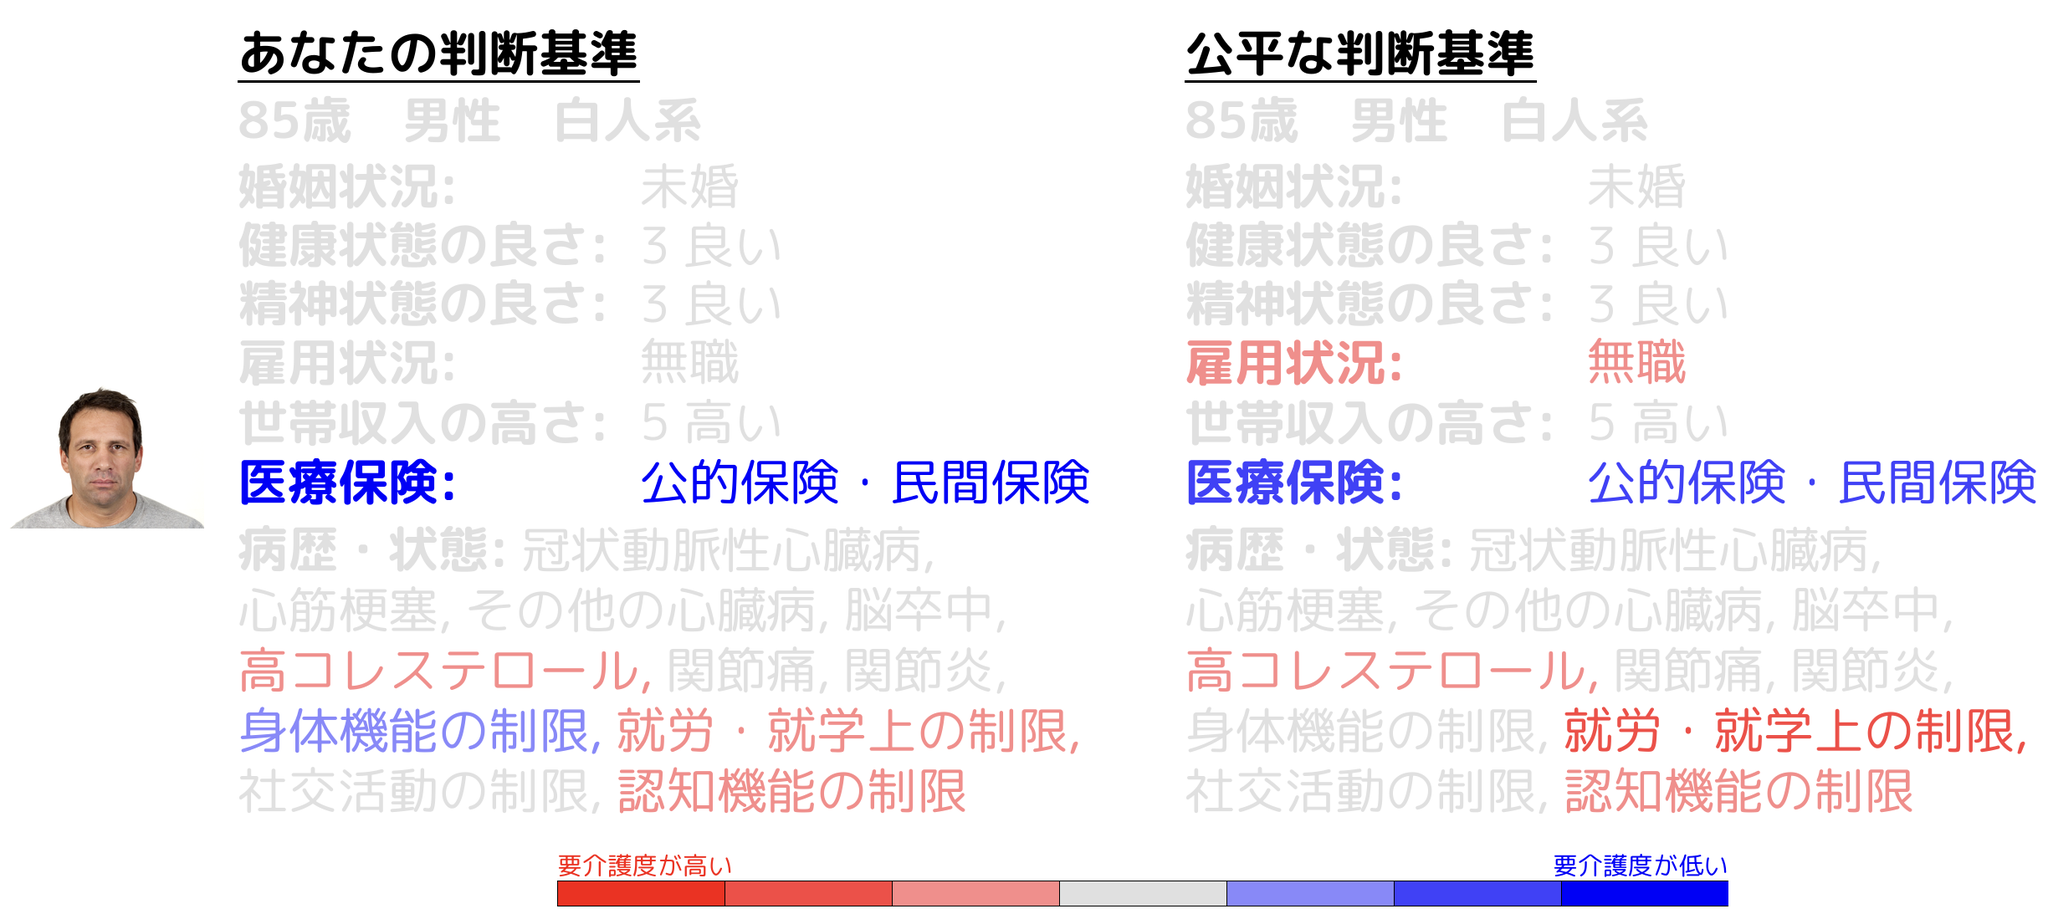 あなたの判断基準
85歳　男性　白人系
婚姻状況: 未婚
健康状態の良さ: 3 良い
精神状態の良さ: 3 良い
雇用状況: 無職
世帯収入の高さ: 5 高い
医療保険: 公的保険・民間保険
病歴・状態: 冠状動脈性心臓病,
心筋梗塞, その他の心臓病, 脳卒中,
高コレステロール, 関節痛, 関節炎,
身体機能の制限, 就労・就学上の制限,
社交活動の制限, 認知機能の制限
公平な判断基準
85歳　男性　白人系
婚姻状況: 未婚
健康状態の良さ: 3 良い
精神状態の良さ: 3 良い
雇用状況: 無職
世帯収入の高さ: 5 高い
医療保険: 公的保険・民間保険
病歴・状態: 冠状動脈性心臓病,
心筋梗塞, その他の心臓病, 脳卒中,
高コレステロール, 関節痛, 関節炎,
身体機能の制限, 就労・就学上の制限,
社交活動の制限, 認知機能の制限
要介護度が高い
要介護度が低い